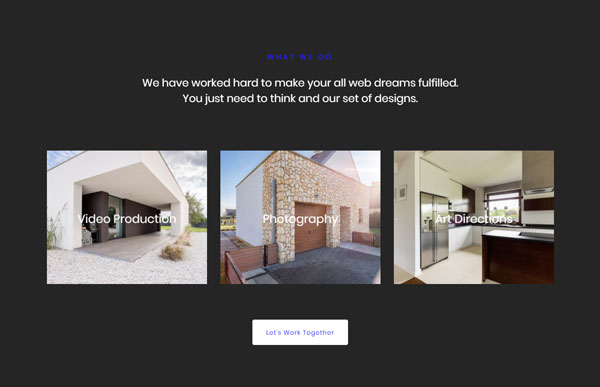 WHAT WE DO
We have worked hard to make your all web dreams fulfilled.
You just need to think and our set of designs.
Video Production
Photography
Art Directions
Let's Work Together